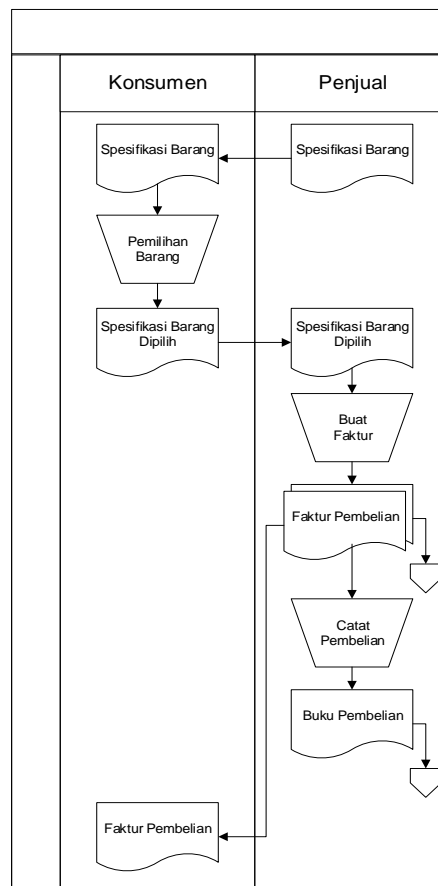 Konsumen
Penjual
Spesifikasi Barang
Spesifikasi Barang
Pemilihan
Barang
Spesifikasi Barang
Dipilih
Spesifikasi Barang
Dipilih
Buat
Faktur
Faktur Pembelian
Catat
Pembelian
Buku Pembelian
Faktur Pembelian